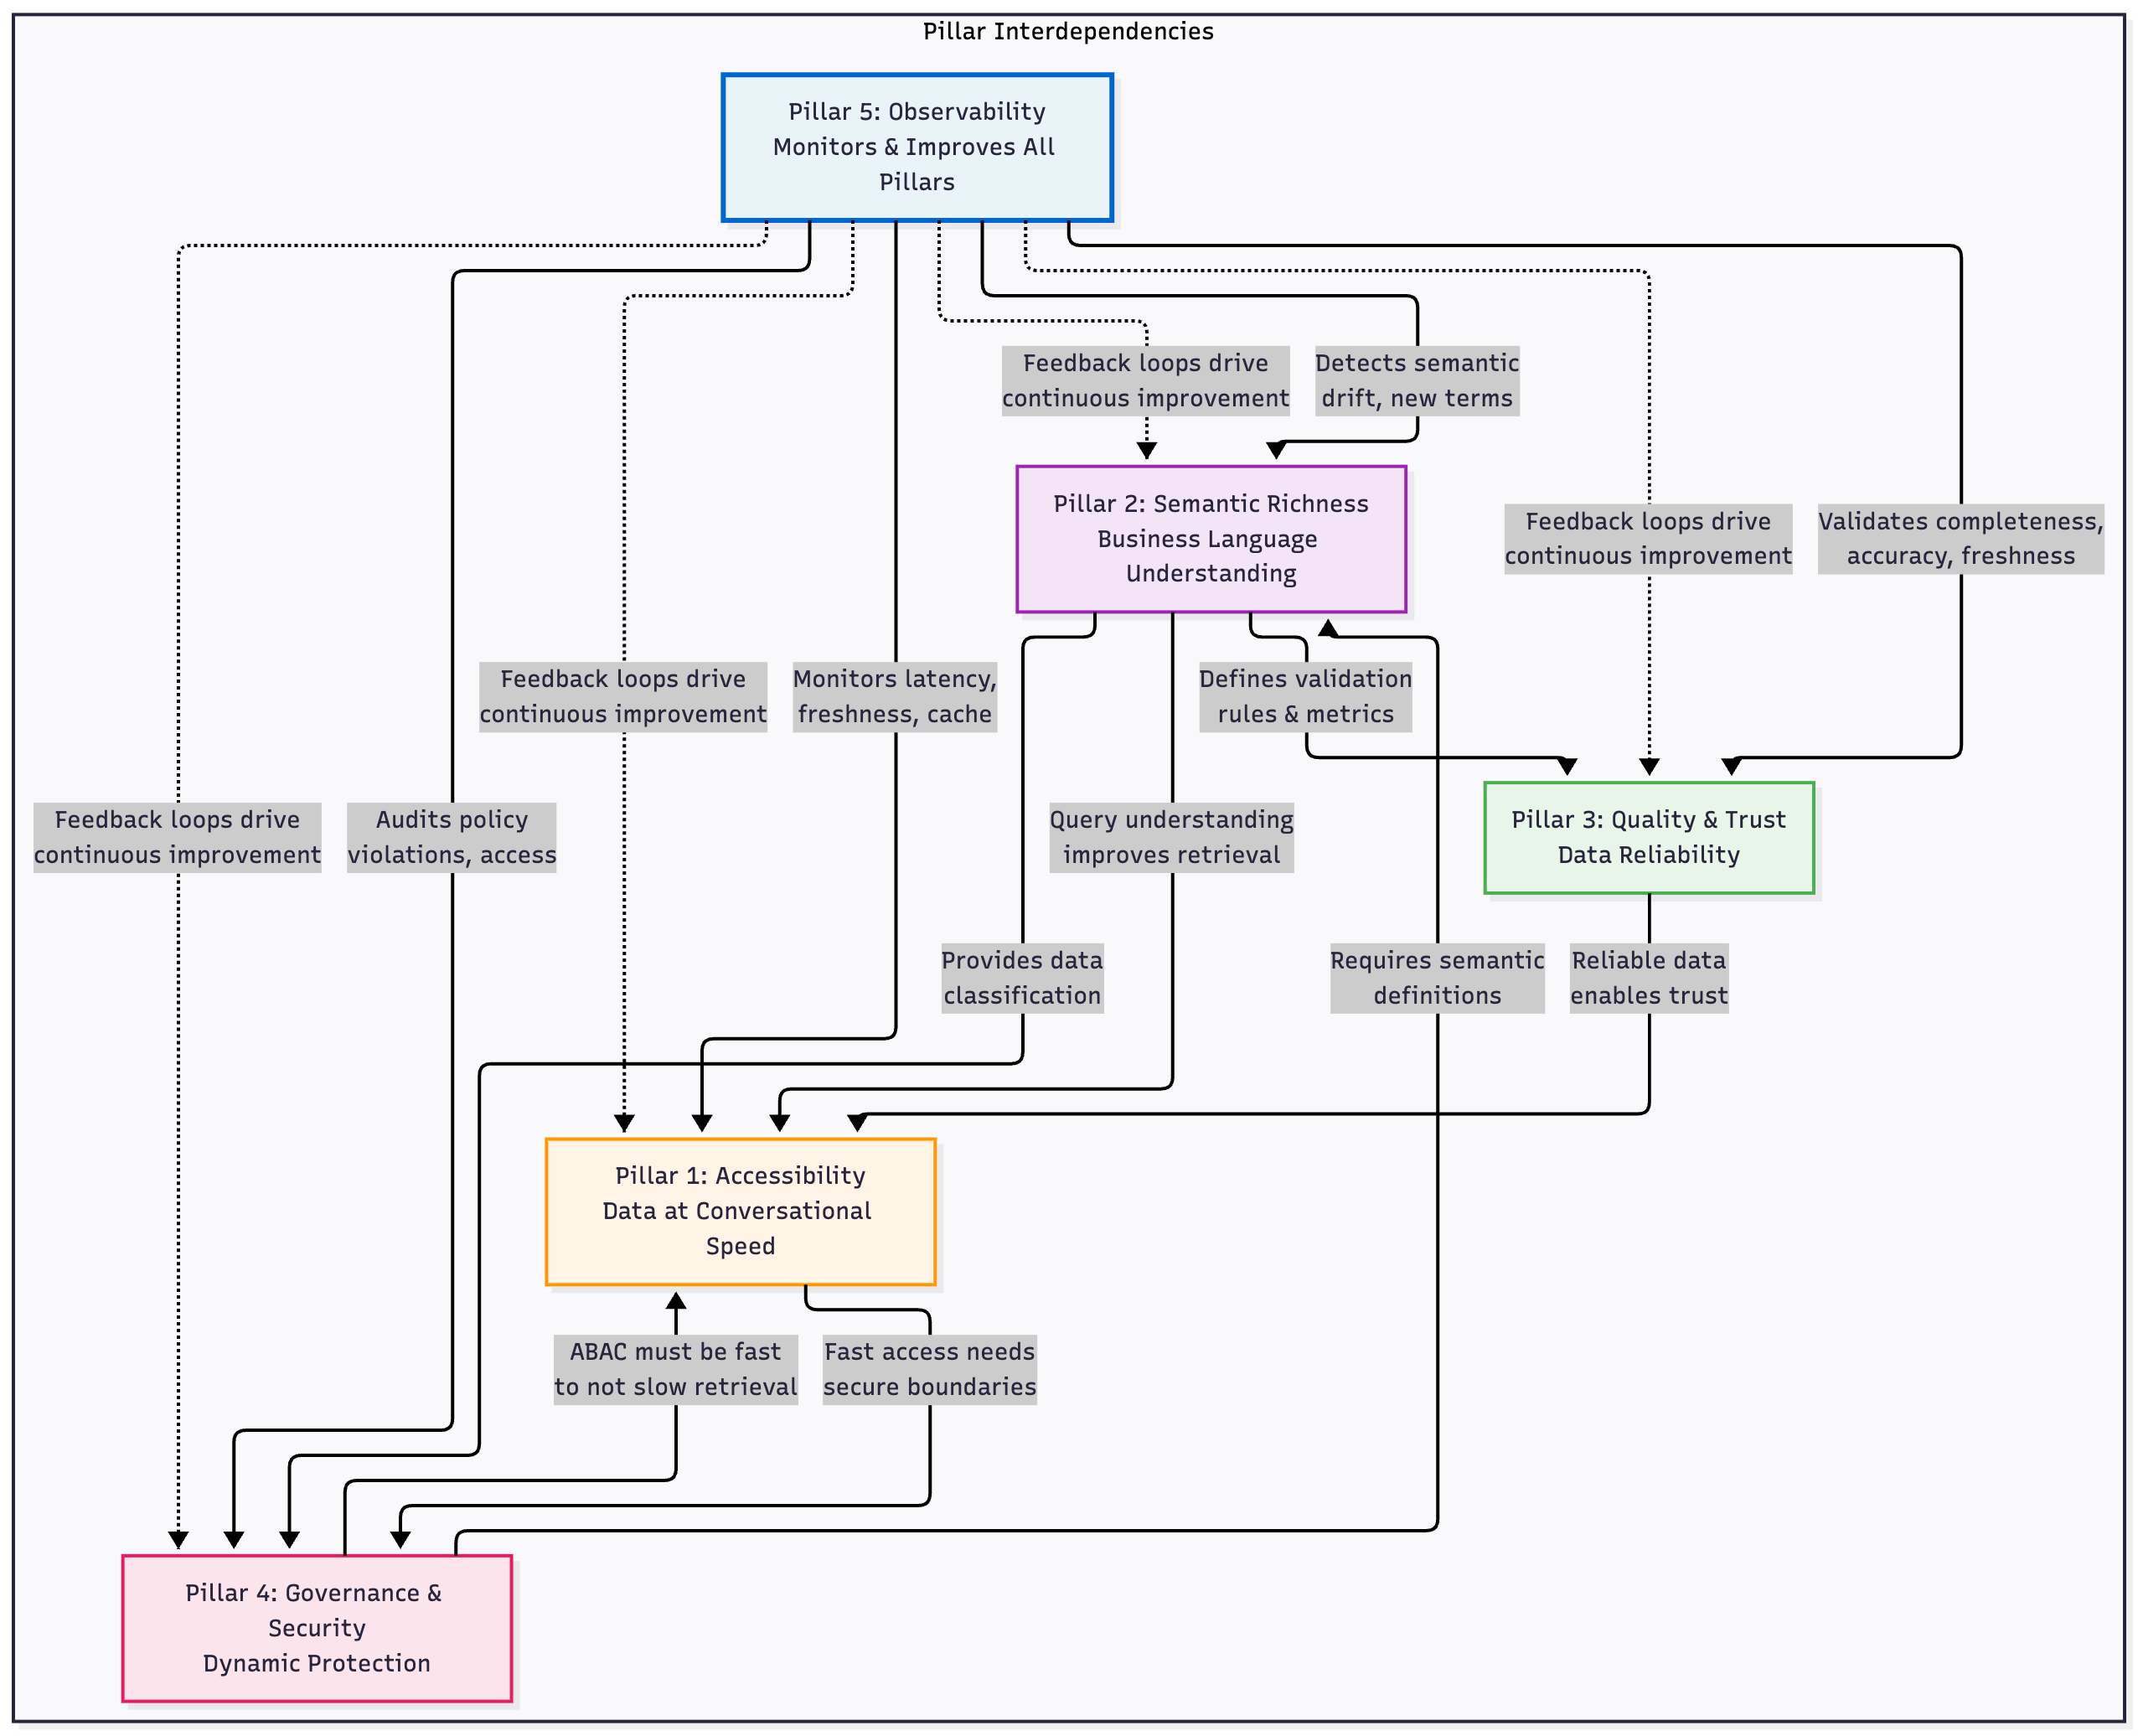 Pillar Interdependencies
Pillar 5: Observability
Monitors & Improves All
Pillars
Feedback loops drive
continuous improvement
Detects semantic
drift, new terms
Pillar 2: Semantic Richness
Business Language
Understanding
Feedback loops drive
continuous improvement
Validates completeness,
accuracy, freshness
Feedback loops drive
continuous improvement
Monitors latency,
freshness, cache
Defines validation
rules & metrics
Feedback loops drive
continuous improvement
Audits policy
violations, access
Query understanding
improves retrieval
Pillar 3: Quality & Trust
Data Reliability
Provides data
classification
Requires semantic
definitions
Reliable data
enables trust
Pillar 1: Accessibility
Data at Conversational
Speed
ABAC must be fast
to not slow retrieval
Fast access needs
secure boundaries
Pillar 4: Governance &
Security
Dynamic Protection